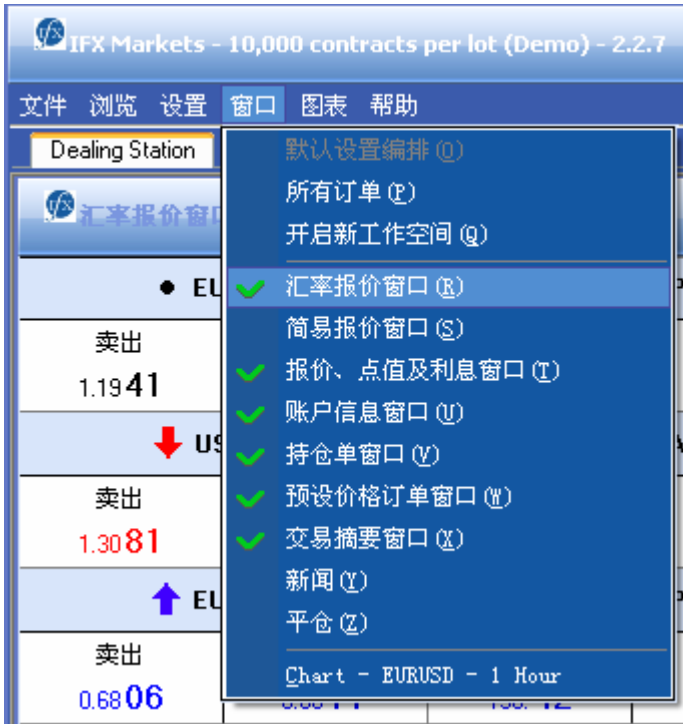 IFX Markets - 10,000 contracts per lot (Demo) - 2.2.7
文件 浏览 设置 窗口 图表 帮助
Dealing Station
默认设置编排(O)
所有订单(P)
汇率报价窗口
开启新工作空间(Q)
汇率报价窗口(R)
简易报价窗口(S)
卖出
报价、点值及利息窗口(T)
1.1941
账户信息窗口(U)
持仓单窗口(V)
预设价格订单窗口(W)
卖出
交易摘要窗口(X)
1.3081
新闻(Y)
平仓(Z)
卖出
Chart - EURUSD - 1 Hour
0.6806